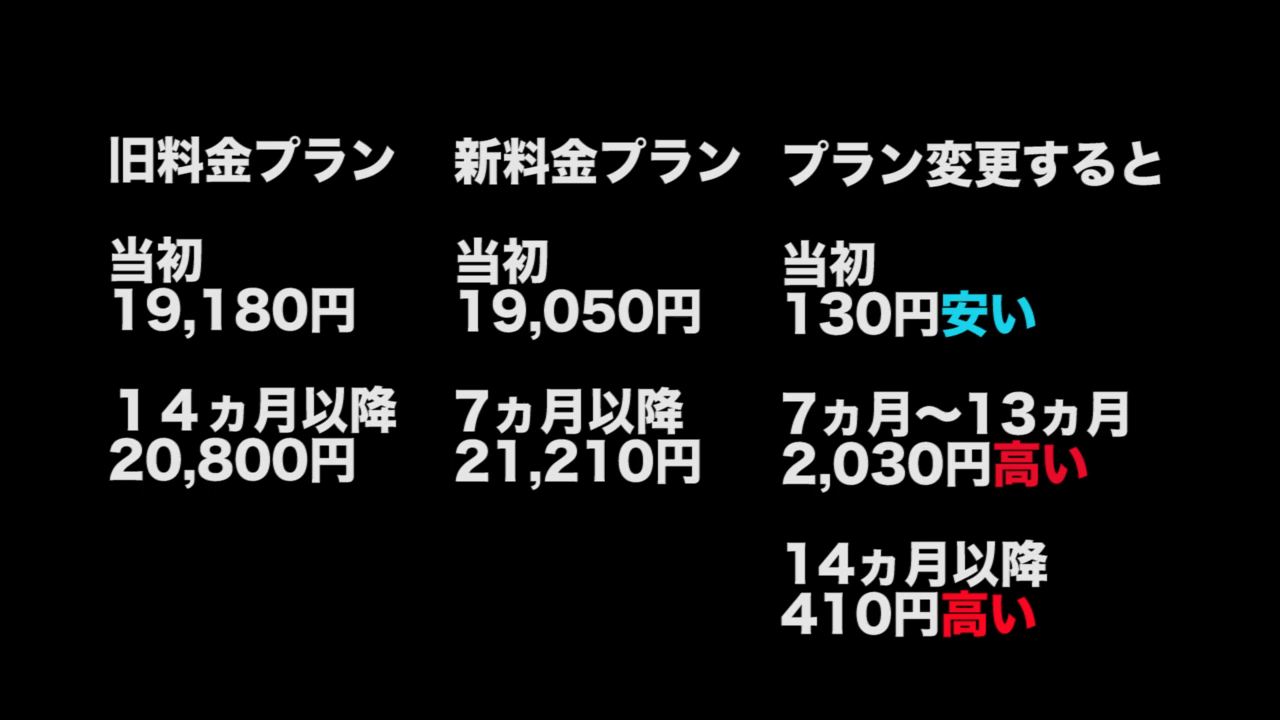 旧料金プラン
当初
19,180円
１４ヵ月以降
20,800円
新料金プラン
当初
19,050円
7ヵ月以降
21,210円
プラン変更すると
当初
130円安い
7ヵ月〜13ヵ月
2,030円高い
14ヵ月以降
410円高い